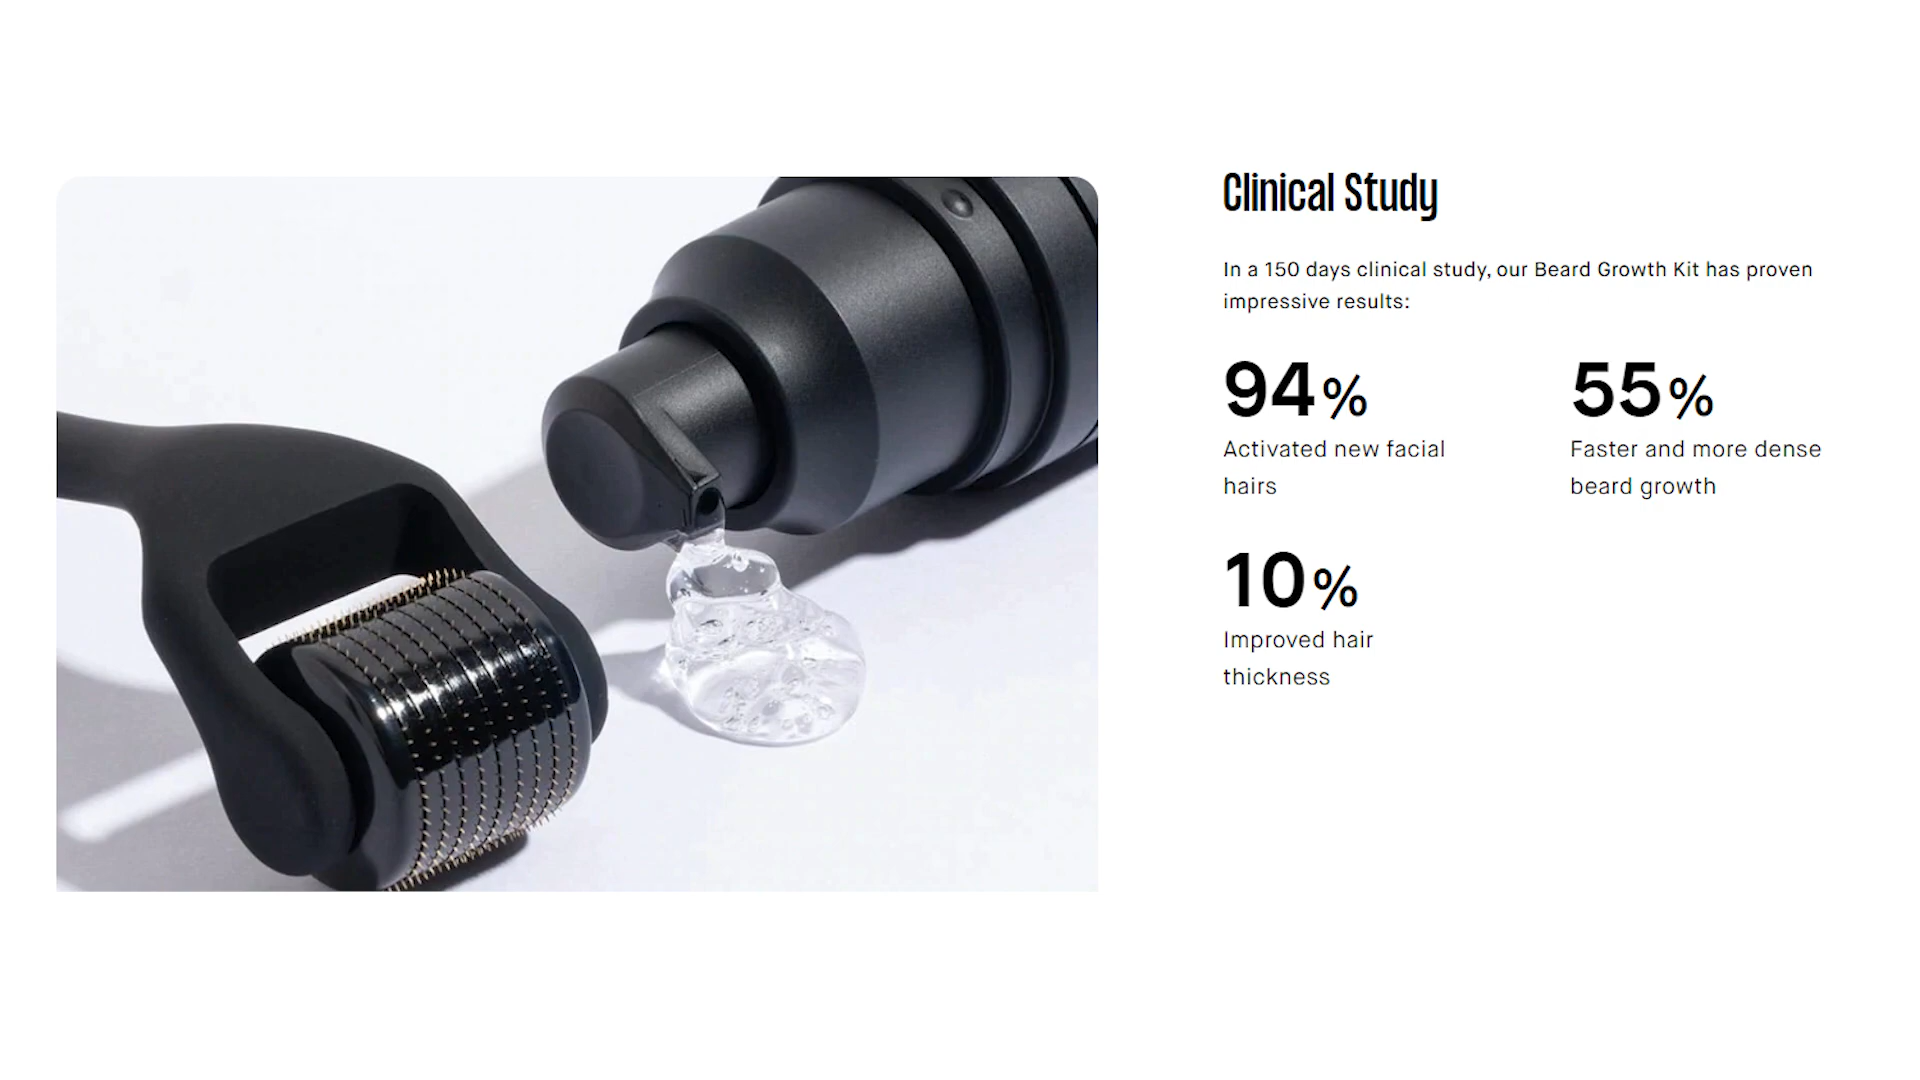 Clinical Study
In a 150 days clinical study, our Beard Growth Kit has proven
impressive results:
94%
Activated new facial
hairs
55%
Faster and more dense
beard growth
10%
Improved hair
thickness